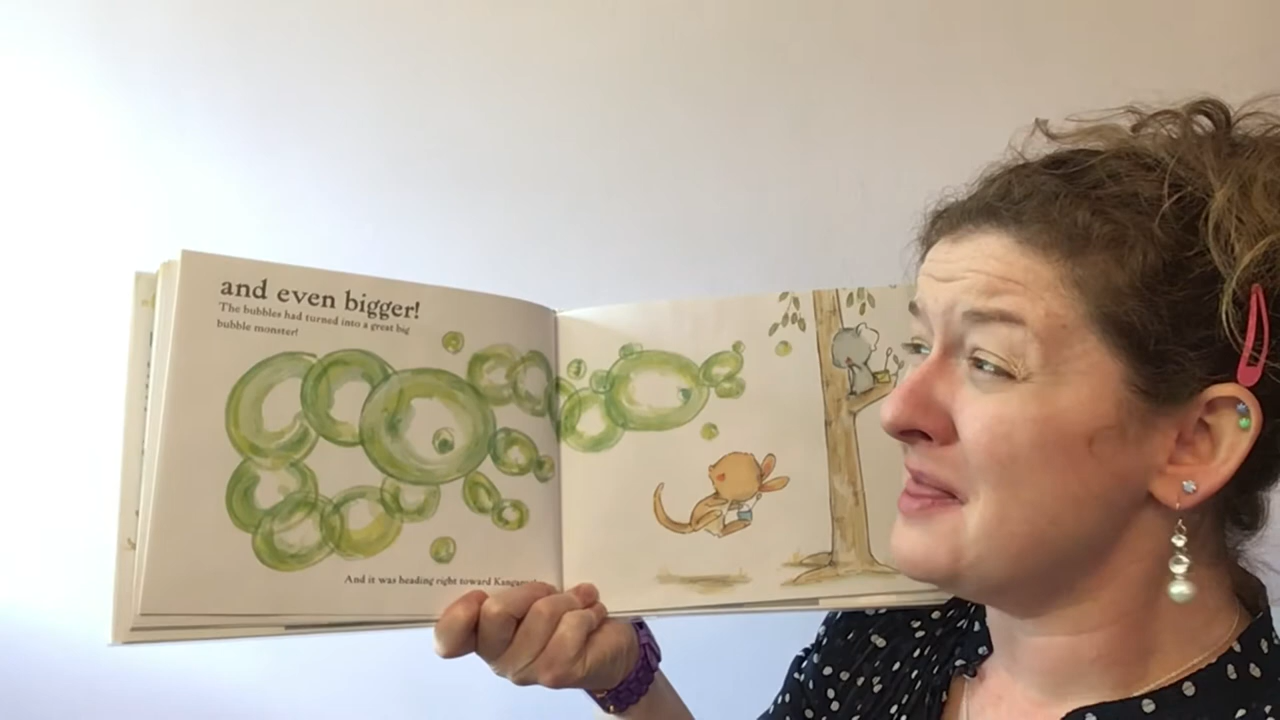 and even bigger!
The bubbles had turned into a great big
bubble monster!
And it was heading right toward